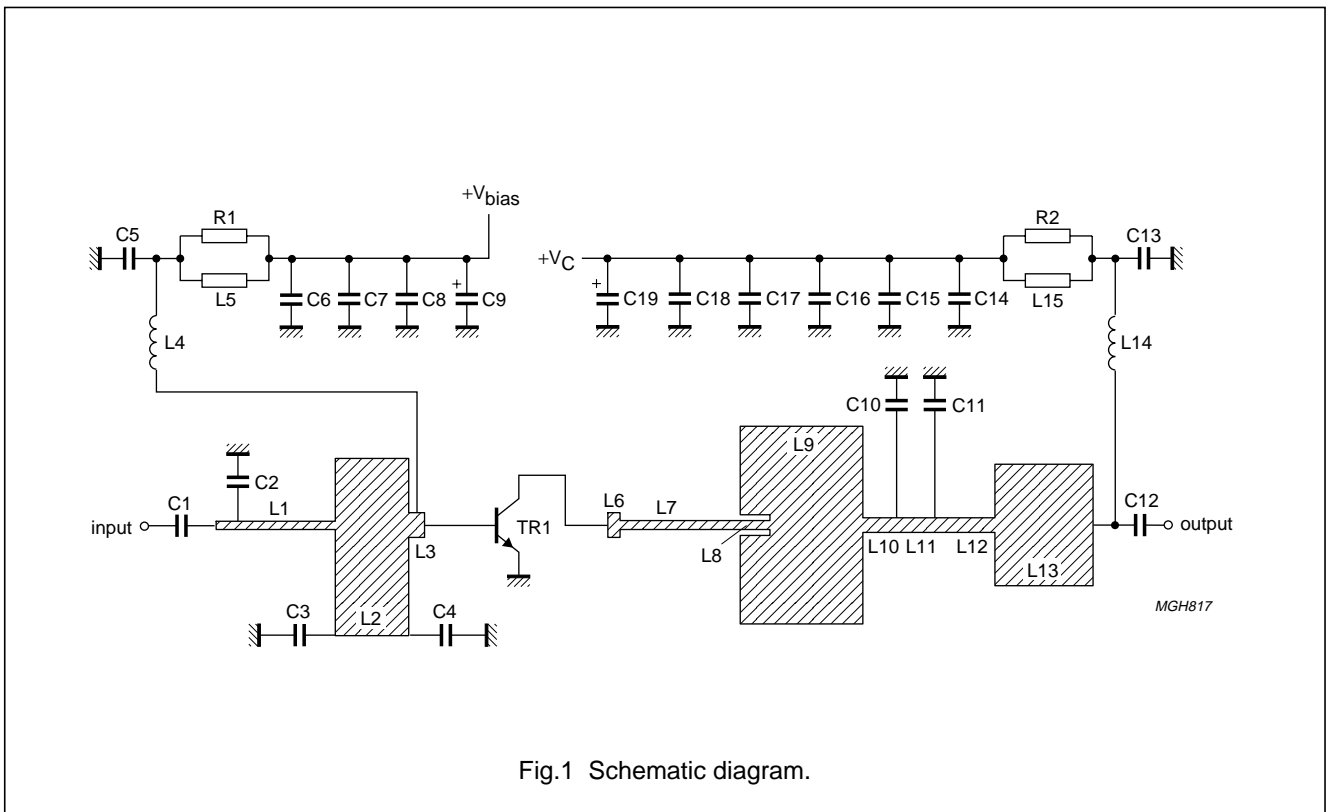 +Vbias
R1
R2
C5
C13
+VC
L5
L15
+
C6
C7
C8
C9
+
C19
C18
C17
C16
C15
C14
L4
L14
C10
C11
L9
C2
C1
L1
L6
L7
C12
input
TR1
output
L3
L8
L10
L11
L12
L13
C3
L2
C4
MGH817
Fig.1 Schematic diagram.